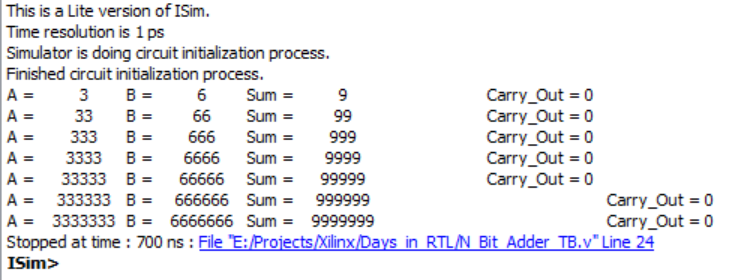 This is a Lite version of ISim.
Time resolution is 1 ps
Simulator is doing circuit initialization process.
Finished circuit initialization process.
A = 3 B = 6 Sum = 9 Carry_Out = 0
A = 33 B = 66 Sum = 99 Carry_Out = 0
A = 333 B = 666 Sum = 999 Carry_Out = 0
A = 3333 B = 6666 Sum = 9999 Carry_Out = 0
A = 33333 B = 66666 Sum = 99999 Carry_Out = 0
A = 333333 B = 666666 Sum = 999999 Carry_Out = 0
A = 3333333 B = 6666666 Sum = 9999999 Carry_Out = 0
Stopped at time : 700 ns : File "E:/Projects/Xilinx/Days_in_RTL/N_Bit_Adder_TB.v" Line 24
ISim>